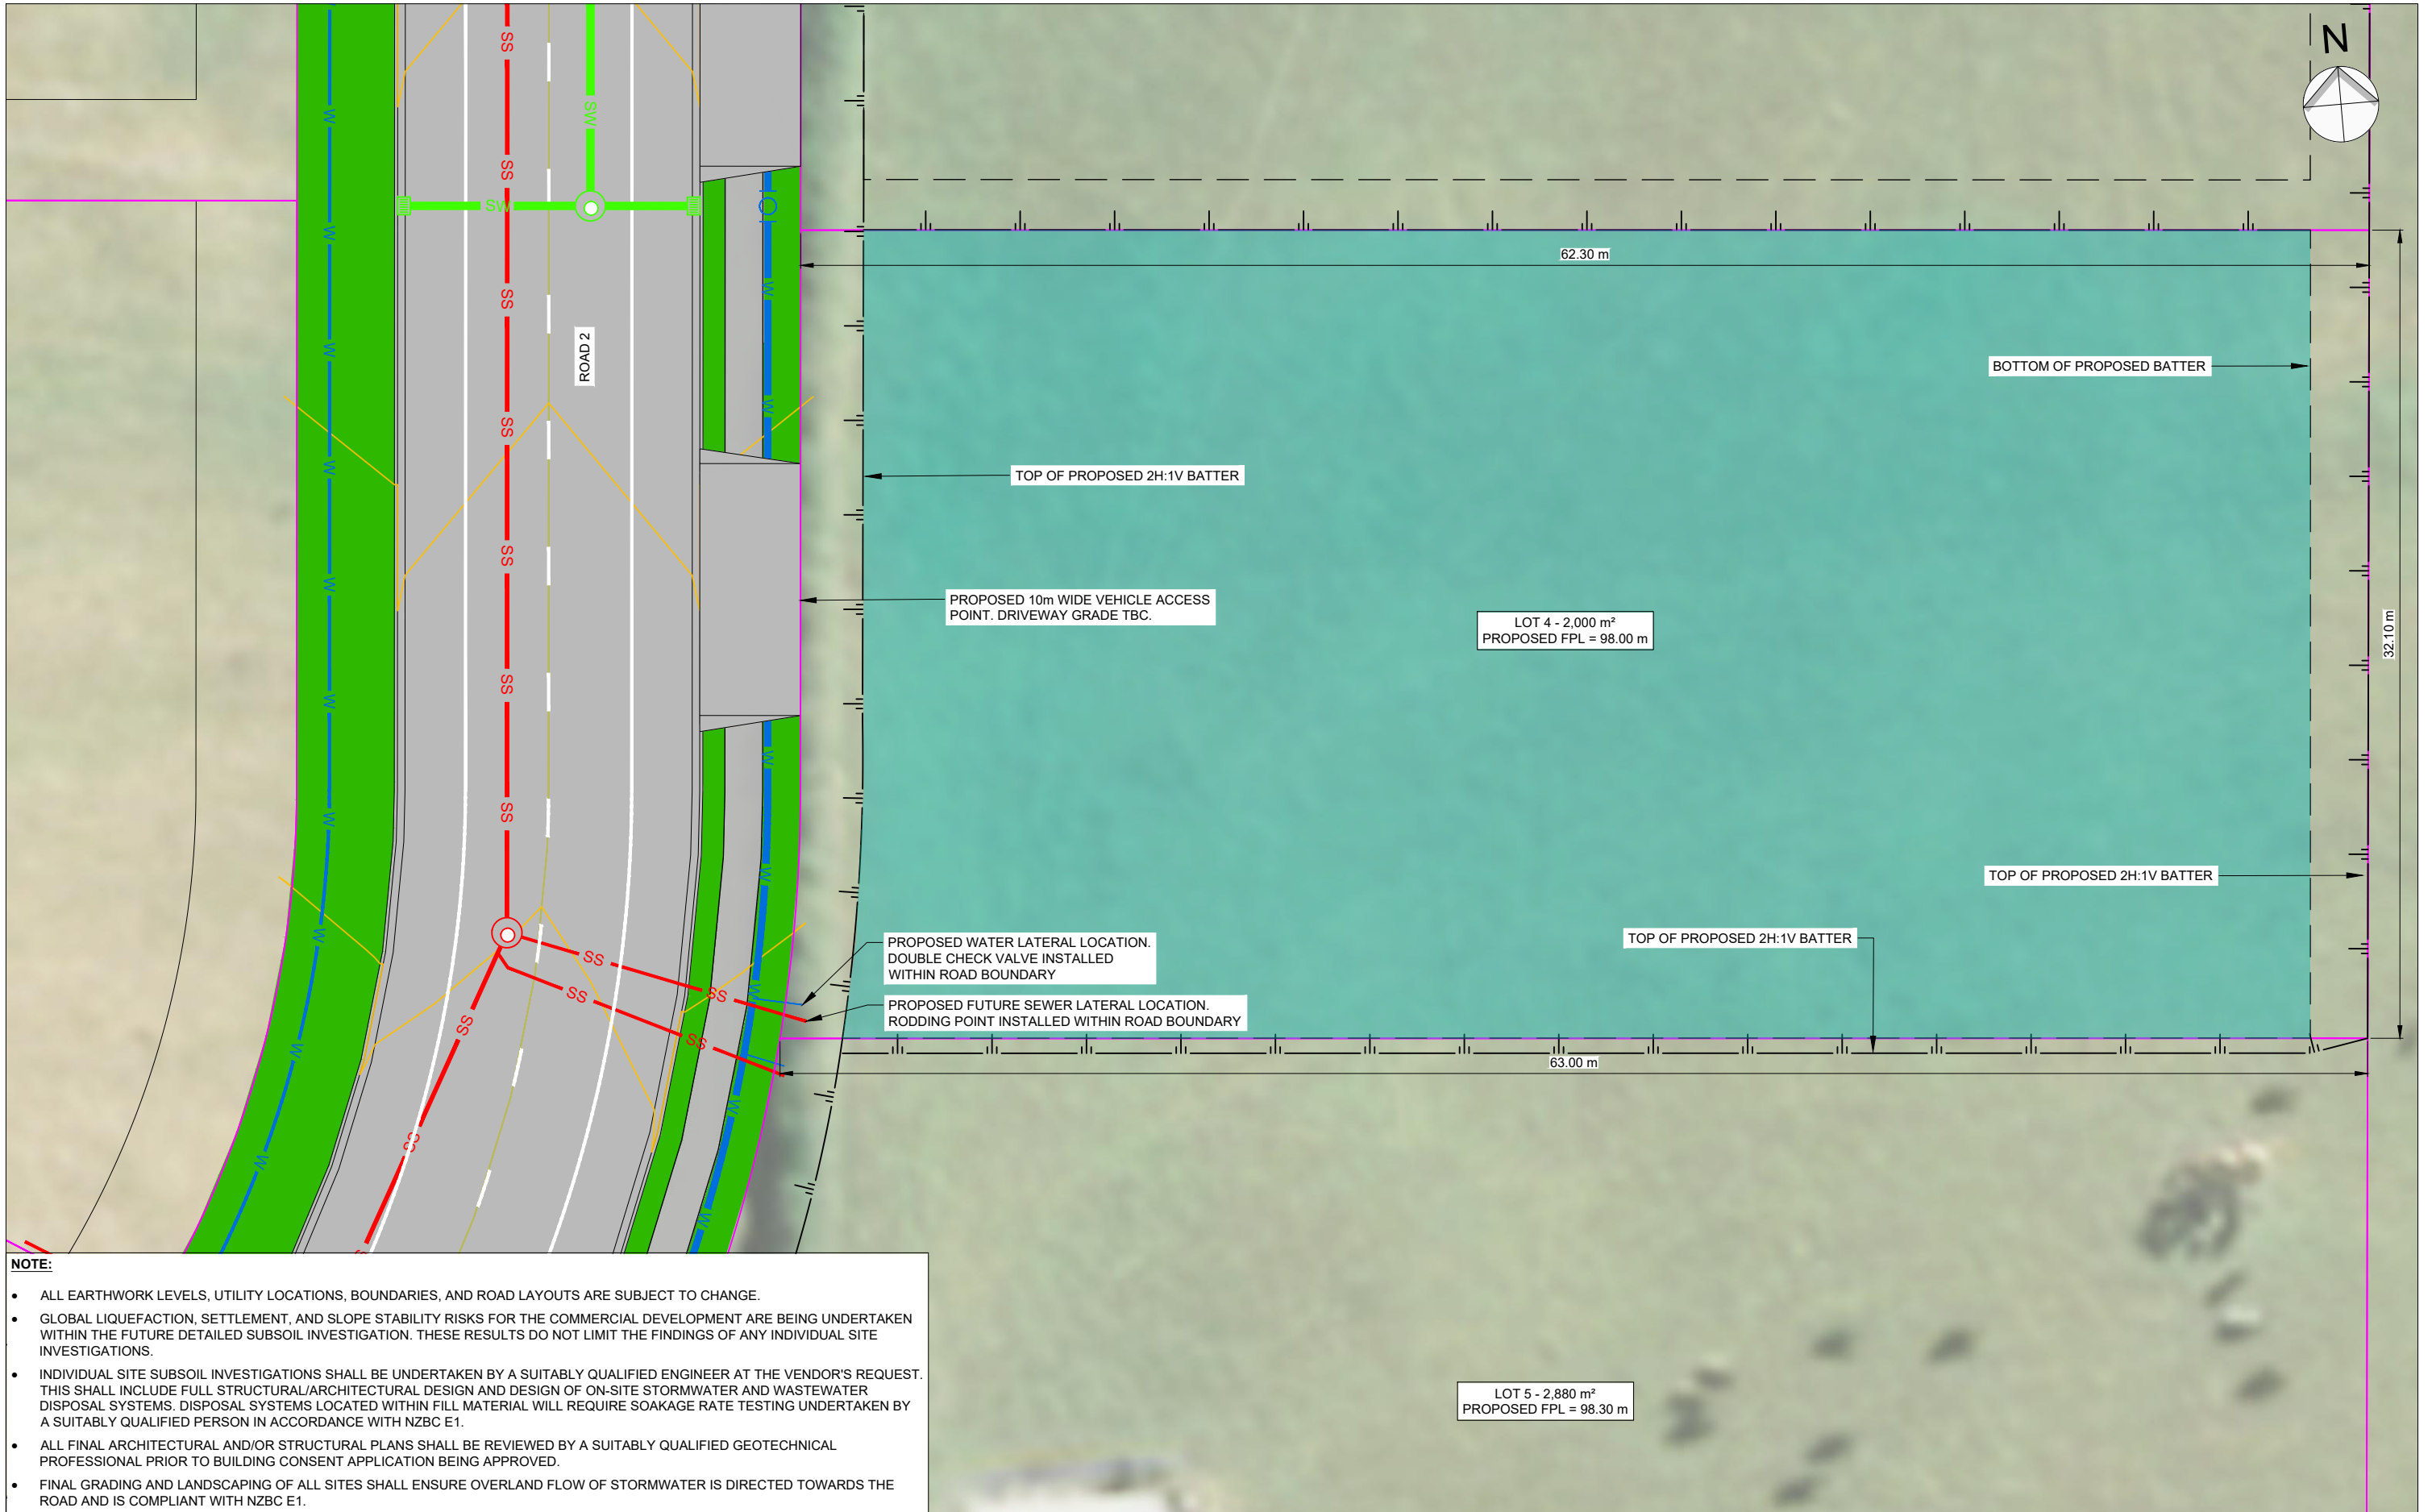 N
SS
SW
SS
W
SW
W
SS
62.30 m
W
ROAD 2
W
BOTTOM OF PROPOSED BATTER
W
SS
W
TOP OF PROPOSED 2H:1V BATTER
SS
W
PROPOSED 10m WIDE VEHICLE ACCESS
POINT. DRIVEWAY GRADE TBC.
LOT 4 - 2,000 m²
PROPOSED FPL = 98.00 m
32.10 m
SS
W
W
SS
W
W
TOP OF PROPOSED 2H:1V BATTER
W
PROPOSED WATER LATERAL LOCATION.
DOUBLE CHECK VALVE INSTALLED
WITHIN ROAD BOUNDARY
TOP OF PROPOSED 2H:1V BATTER
SS
SS
SS
W
PROPOSED FUTURE SEWER LATERAL LOCATION.
RODDING POINT INSTALLED WITHIN ROAD BOUNDARY
SS
SS
W
63.00 m
W
SS
W
W
SS
NOTE:
• ALL EARTHWORK LEVELS, UTILITY LOCATIONS, BOUNDARIES, AND ROAD LAYOUTS ARE SUBJECT TO CHANGE.
• GLOBAL LIQUEFACTION, SETTLEMENT, AND SLOPE STABILITY RISKS FOR THE COMMERCIAL DEVELOPMENT ARE BEING UNDERTAKEN
WITHIN THE FUTURE DETAILED SUBSOIL INVESTIGATION. THESE RESULTS DO NOT LIMIT THE FINDINGS OF ANY INDIVIDUAL SITE
INVESTIGATIONS.
• INDIVIDUAL SITE SUBSOIL INVESTIGATIONS SHALL BE UNDERTAKEN BY A SUITABLY QUALIFIED ENGINEER AT THE VENDOR'S REQUEST.
THIS SHALL INCLUDE FULL STRUCTURAL/ARCHITECTURAL DESIGN AND DESIGN OF ON-SITE STORMWATER AND WASTEWATER
DISPOSAL SYSTEMS. DISPOSAL SYSTEMS LOCATED WITHIN FILL MATERIAL WILL REQUIRE SOAKAGE RATE TESTING UNDERTAKEN BY
A SUITABLY QUALIFIED PERSON IN ACCORDANCE WITH NZBC E1.
• ALL FINAL ARCHITECTURAL AND/OR STRUCTURAL PLANS SHALL BE REVIEWED BY A SUITABLY QUALIFIED GEOTECHNICAL
PROFESSIONAL PRIOR TO BUILDING CONSENT APPLICATION BEING APPROVED.
• FINAL GRADING AND LANDSCAPING OF ALL SITES SHALL ENSURE OVERLAND FLOW OF STORMWATER IS DIRECTED TOWARDS THE
ROAD AND IS COMPLIANT WITH NZBC E1.
LOT 5 - 2,880 m²
PROPOSED FPL = 98.30 m